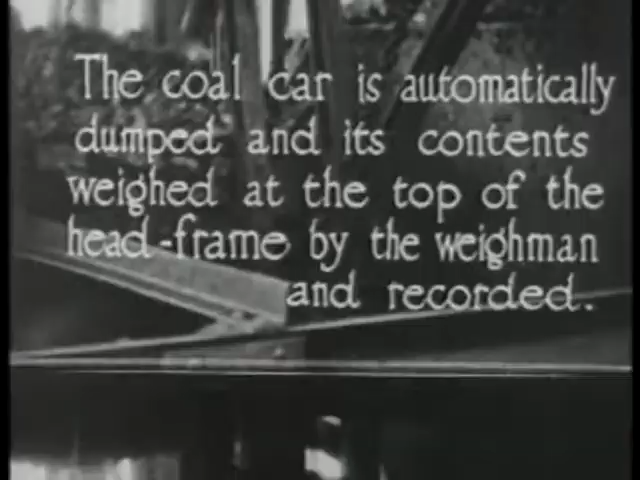 The coal car is automatically
dumped and its contents
weighed at the top of the
head-frame by the weighman
and recorded.